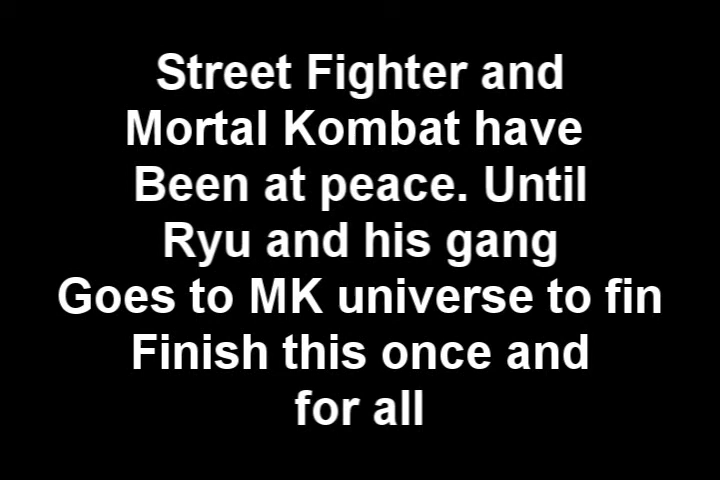 Street Fighter and
Mortal Kombat have
Been at peace. Until
Ryu and his gang
Goes to MK universe to fin
Finish this once and
for all